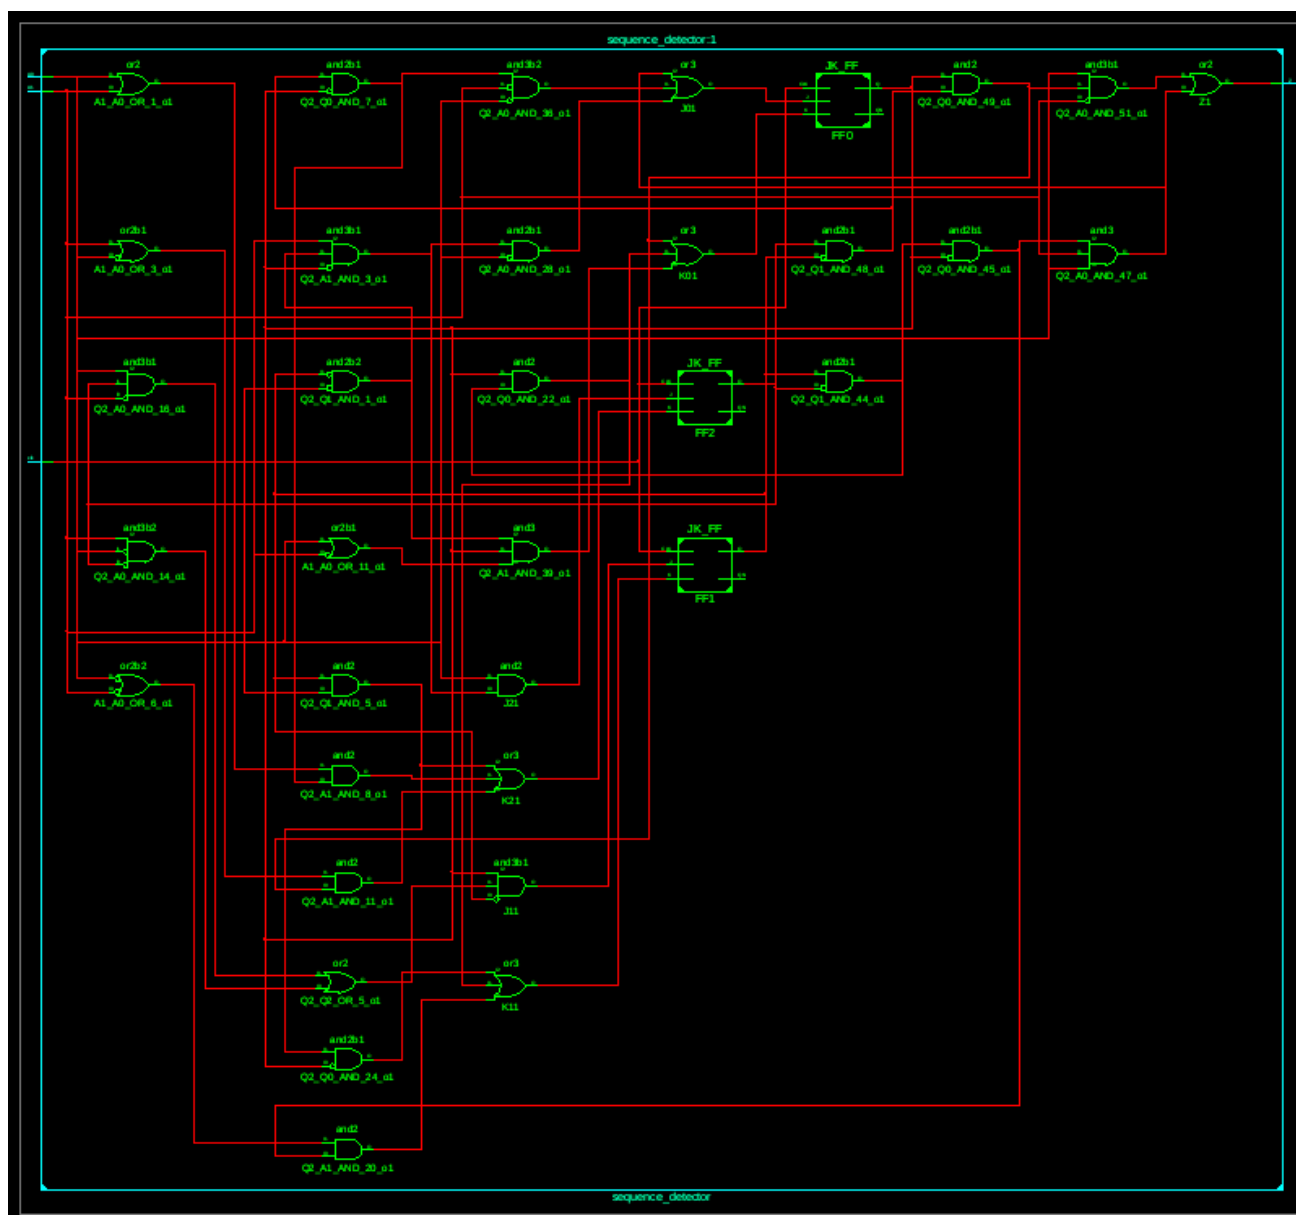 sequence_detector:1
or2
and2b1
and3b2
or3
JK_FF
and2
and3b1
or2
A1_A0_OR_1_o1
Q2_Q0_AND_7_o1
Q2_A0_AND_36_o1
J01
FF0
Q2_Q0_AND_49_o1
Q2_A0_AND_51_o1
Z1
or2b1
and3b1
and2b1
or3
and2b1
and2b1
and3
A1_A0_OR_3_o1
Q2_A1_AND_3_o1
Q2_A0_AND_28_o1
K01
Q2_Q1_AND_48_o1
Q2_Q0_AND_45_o1
Q2_A0_AND_47_o1
and3b1
and2b2
and2
JK_FF
and2b1
Q2_A0_AND_16_o1
Q2_Q1_AND_1_o1
Q2_Q0_AND_22_o1
FF2
Q2_Q1_AND_44_o1
and3b2
or2b1
and3
JK_FF
Q2_A0_AND_14_o1
A1_A0_OR_11_o1
Q2_A1_AND_39_o1
FF1
or2b2
and2
and2
A1_A0_OR_6_o1
Q2_Q1_AND_5_o1
J21
and2
or3
Q2_A1_AND_8_o1
K21
and2
and3b1
Q2_A1_AND_11_o1
J11
or2
or3
Q2_Q2_OR_5_o1
K11
and2b1
Q2_Q0_AND_24_o1
and2
Q2_A1_AND_20_o1
sequence_detector